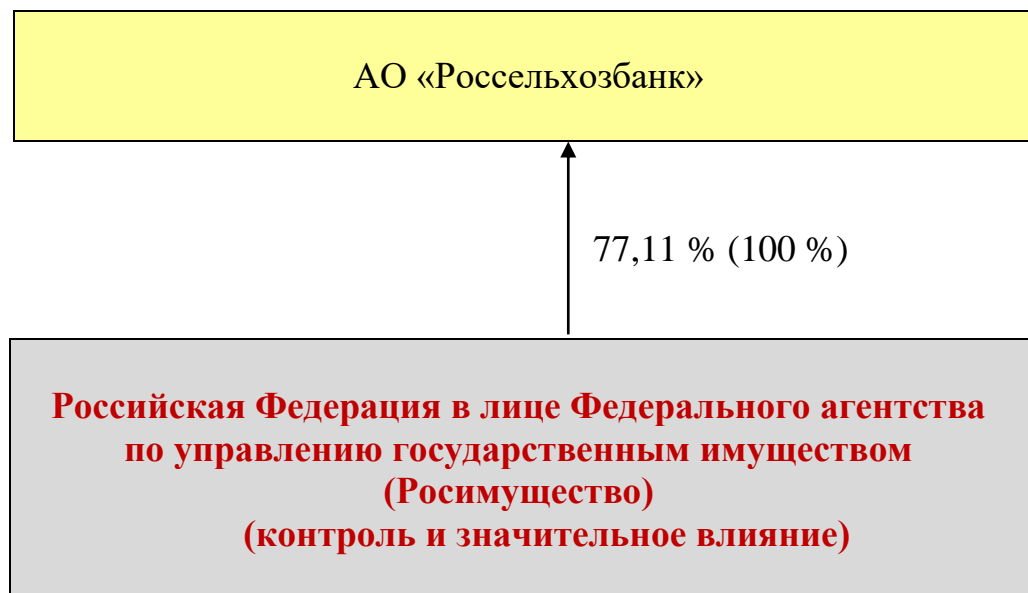 АО «Россельхозбанк»
77,11 % (100 %)
Российская Федерация в лице Федерального агентства
по управлению государственным имуществом
(Росимущество)
(контроль и значительное влияние)